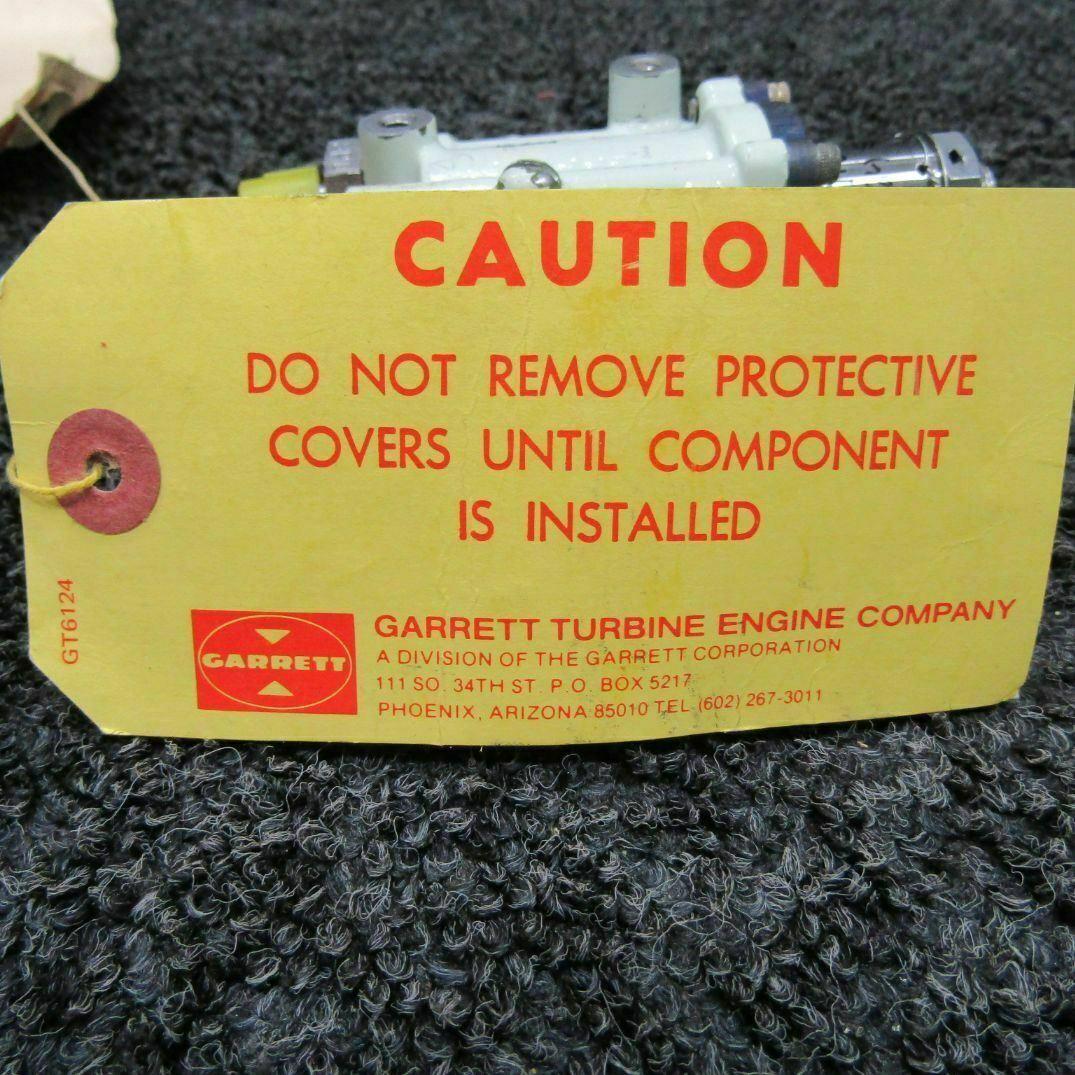 CAUTION
DO NOT REMOVE PROTECTIVE
COVERS UNTIL COMPONENT
IS INSTALLED
GT6124
GARRETT
GARRETT TURBINE ENGINE COMPANY
A DIVISION OF THE GARRETT CORPORATION
111 SO. 34TH ST. P.O. BOX 5217
PHOENIX, ARIZONA 85010 TEL (602) 267-3011